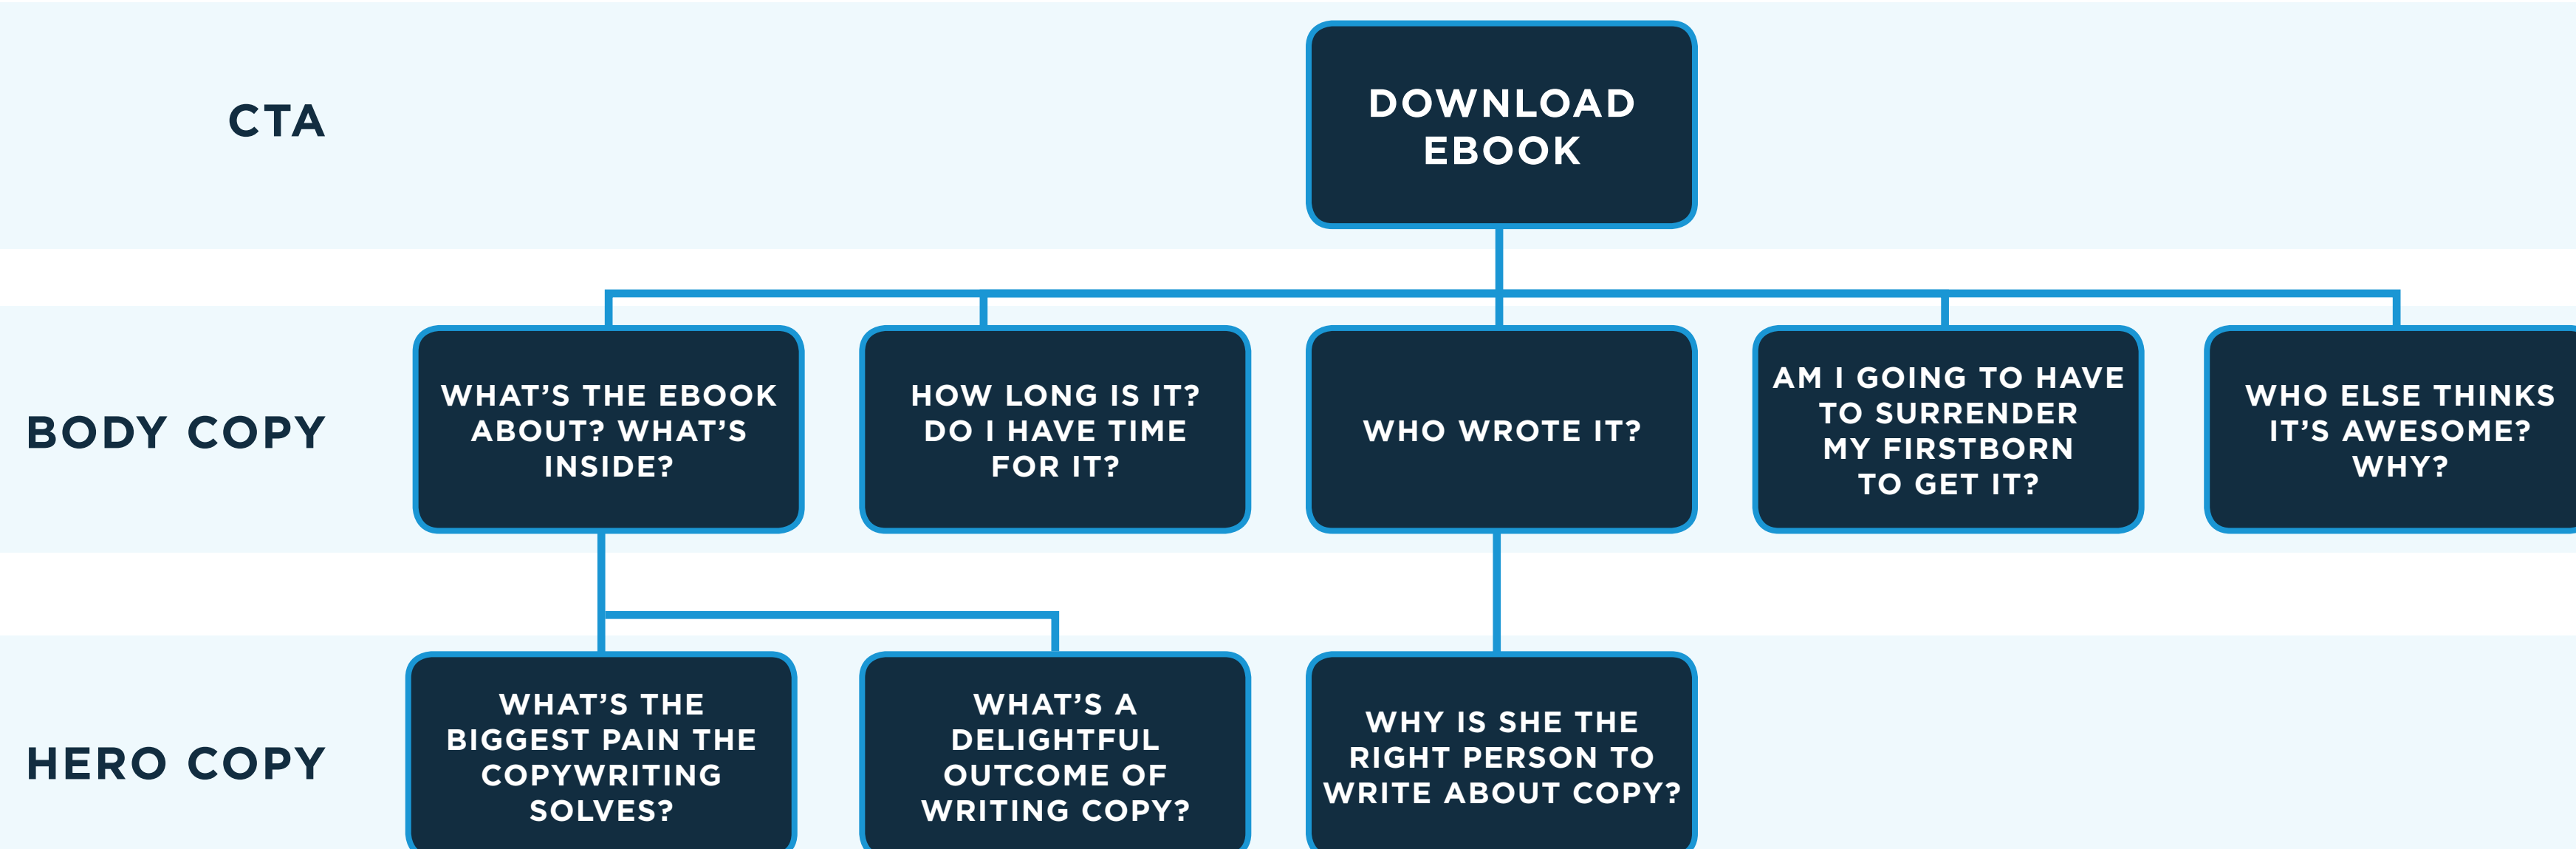 CTA
DOWNLOAD
EBOOK
BODY COPY
WHAT’S THE EBOOK
ABOUT? WHAT’S
INSIDE?
HOW LONG IS IT?
DO I HAVE TIME
FOR IT?
WHO WROTE IT?
AM I GOING TO HAVE
TO SURRENDER
MY FIRSTBORN
TO GET IT?
WHO ELSE THINKS
IT’S AWESOME?
WHY?
HERO COPY
WHAT’S THE
BIGGEST PAIN THE
COPYWRITING
SOLVES?
WHAT’S A
DELIGHTFUL
OUTCOME OF
WRITING COPY?
WHY IS SHE THE
RIGHT PERSON TO
WRITE ABOUT COPY?